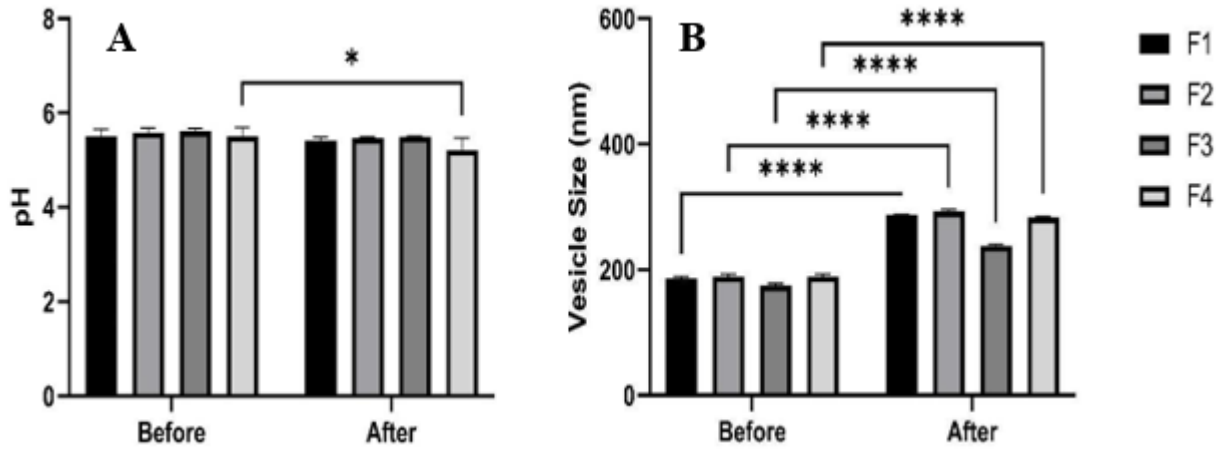 A
pH
8
6
4
2
0
*
Before After
B
Vesicle Size (nm)
600
400
200
0
****
****
****
****
Before After
F1
F2
F3
F4